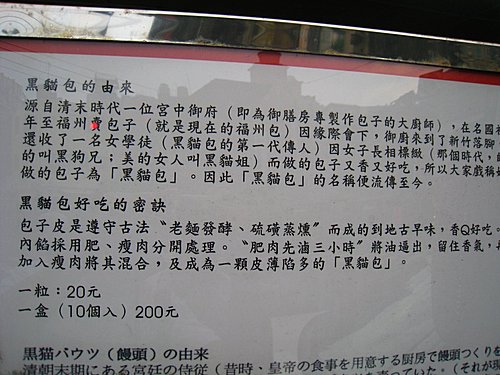 黑貓包的由來
源自清末時代一位宮中御府（即為御膳房專製作包子的大廚師），在名國
年至福州賣包子（就是現在的福州包）因緣際會下，御廚來到了新竹落腳
還收了一名女學徒（黑貓包的第一代傳人）因女子長相標緻（那個時代，
的叫黑狗兄；美的女人叫黑貓姐）而做的包子又香又好吃，所以大家戲稱
做的包子為「黑貓包」。因此「黑貓包」的名稱便流傳至今。
黑貓包好吃的密訣
包子皮是遵守古法〝老麵發酵、硫磺蒸燻〞而成的到地古早味，香Q好吃。
內餡採用肥、瘦肉分開處理。〝肥肉先滷三小時〞將油逼出，留住香氣，
加入瘦肉將其混合，及成為一顆皮薄陷多的「黑貓包」。
一粒：20元
一盒（10個入）200元
黒猫バウツ（饅頭）の由来
清朝末期にある宮廷の侍従（昔時、皇帝の食事を用意する厨房で饅頭つくりを